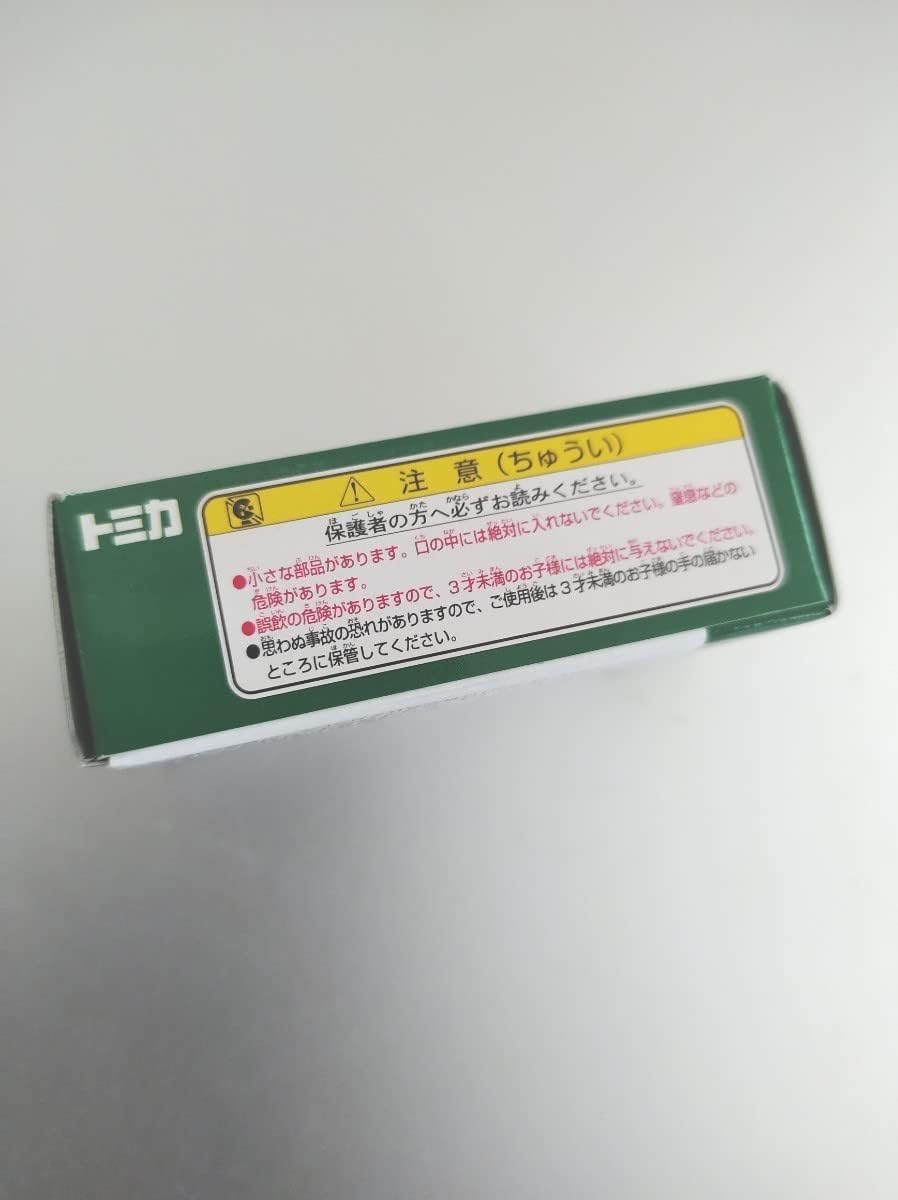 トミカ
注 意（ちゅうい）
保護者の方へ必ずお読みください。
●小さな部品があります。口の中には絶対に入れないでください。窒息などの
危険があります。
●誤飲の危険がありますので、3才未満のお子様には絶対に与えないでください。
●思わぬ事故の恐れがありますので、ご使用後は3才未満のお子様の手の届かない
ところに保管してください。